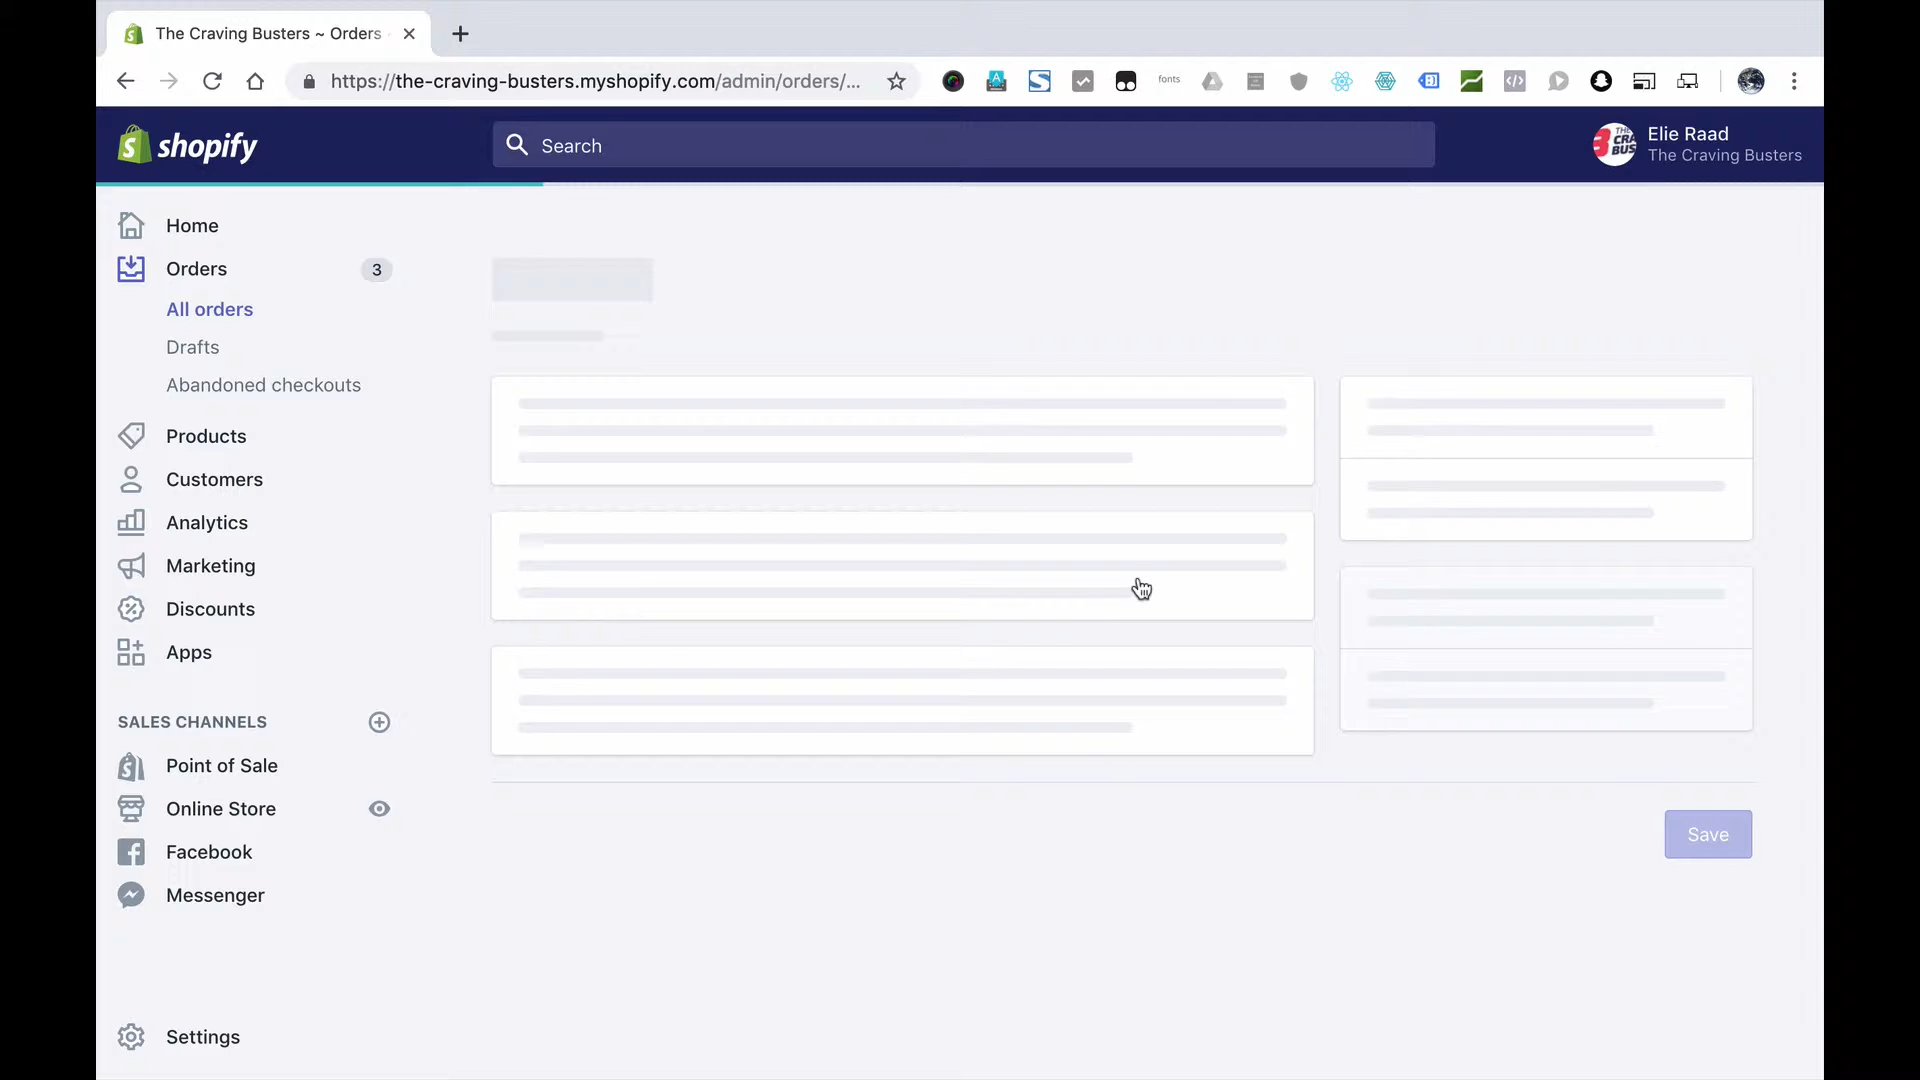 The Craving Busters ~ Orders
https://the-craving-busters.myshopify.com/admin/orders/...
fonts
shopify
Search
Elie Raad
The Craving Busters
Home
Orders
3
All orders
Drafts
Abandoned checkouts
Products
Customers
Analytics
Marketing
Discounts
Apps
SALES CHANNELS
Point of Sale
Online Store
Facebook
Messenger
Save
Settings